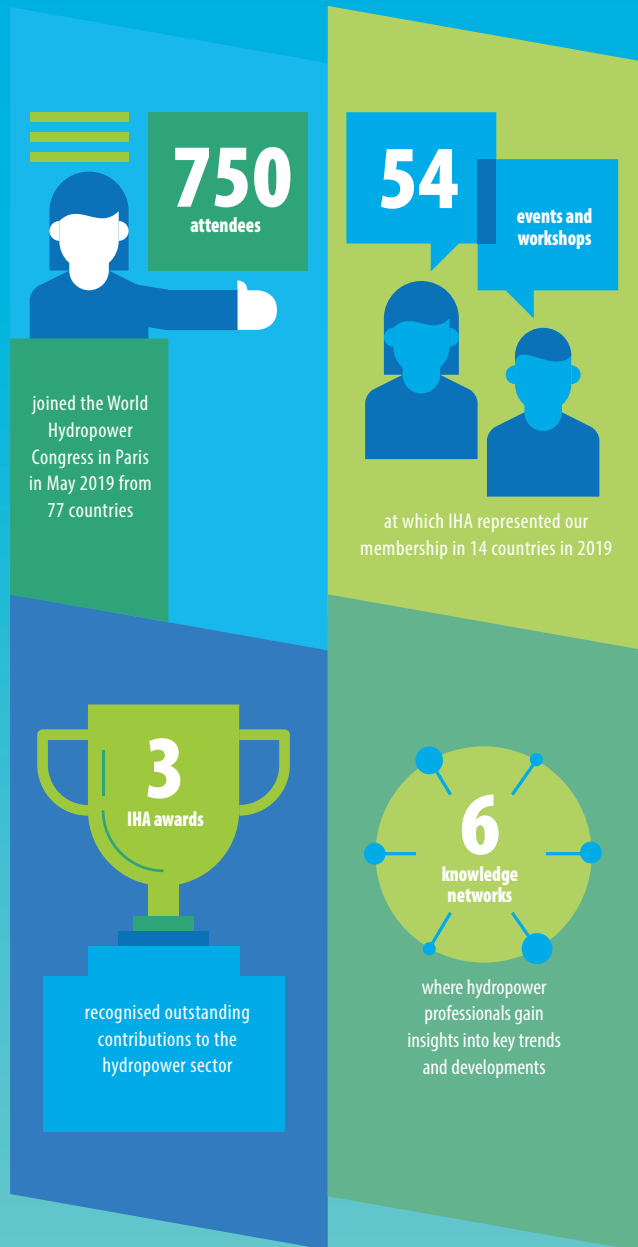 750
attendees
joined the World
Hydropower
Congress in Paris
in May 2019 from
77 countries
54
events and
workshops
at which IHA represented our
membership in 14 countries in 2019
3
IHA awards
recognised outstanding
contributions to the
hydropower sector
6
knowledge
networks
where hydropower
professionals gain
insights into key trends
and developments